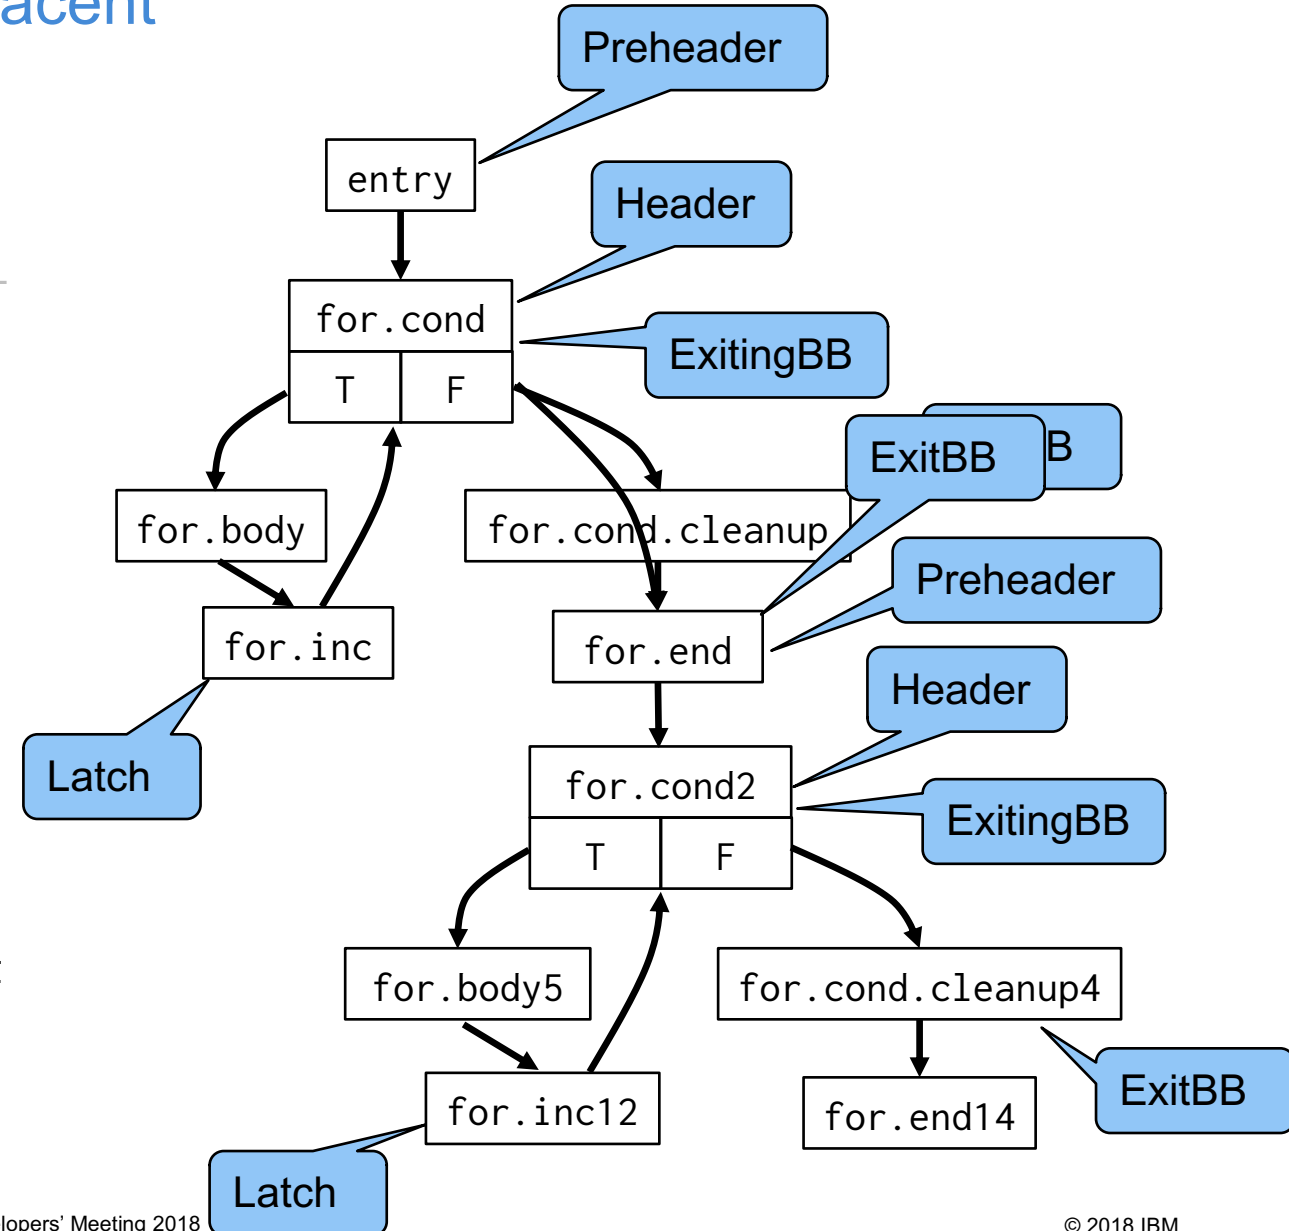 acent
Preheader
entry
Header
for.cond
ExitingBB
T F
ExitBB
B
for.body
for.cond.cleanup
Preheader
for.inc
for.end
Header
Latch
for.cond2
ExitingBB
T F
for.body5
for.cond.cleanup4
ExitBB
for.inc12
for.end14
Latch
elopers’ Meeting 2018
© 2018 IBM